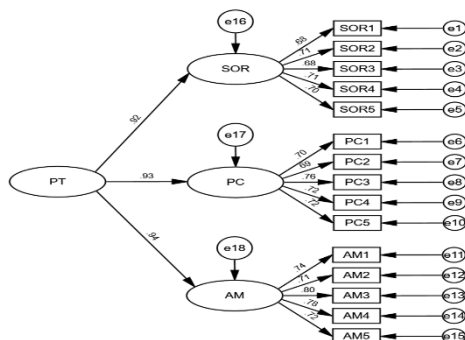 e16
SOR
.68
.71
.68
.71
.70
SOR1
SOR2
SOR3
SOR4
SOR5
e1
e2
e3
e4
e5
.92
e17
PT
.93
PC
.70
.69
.76
.72
.72
PC1
PC2
PC3
PC4
PC5
e6
e7
e8
e9
e10
.94
e18
AM
.74
.71
.80
.76
.72
AM1
AM2
AM3
AM4
AM5
e11
e12
e13
e14
e15